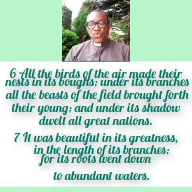 6 All the birds of the air made their
nests in its boughs; under its branches
all the beasts of the field brought forth
their young; and under its shadow
dwelt all great nations.
7 It was beautiful in its greatness,
in the length of its branches;
for its roots went down
to abundant waters.